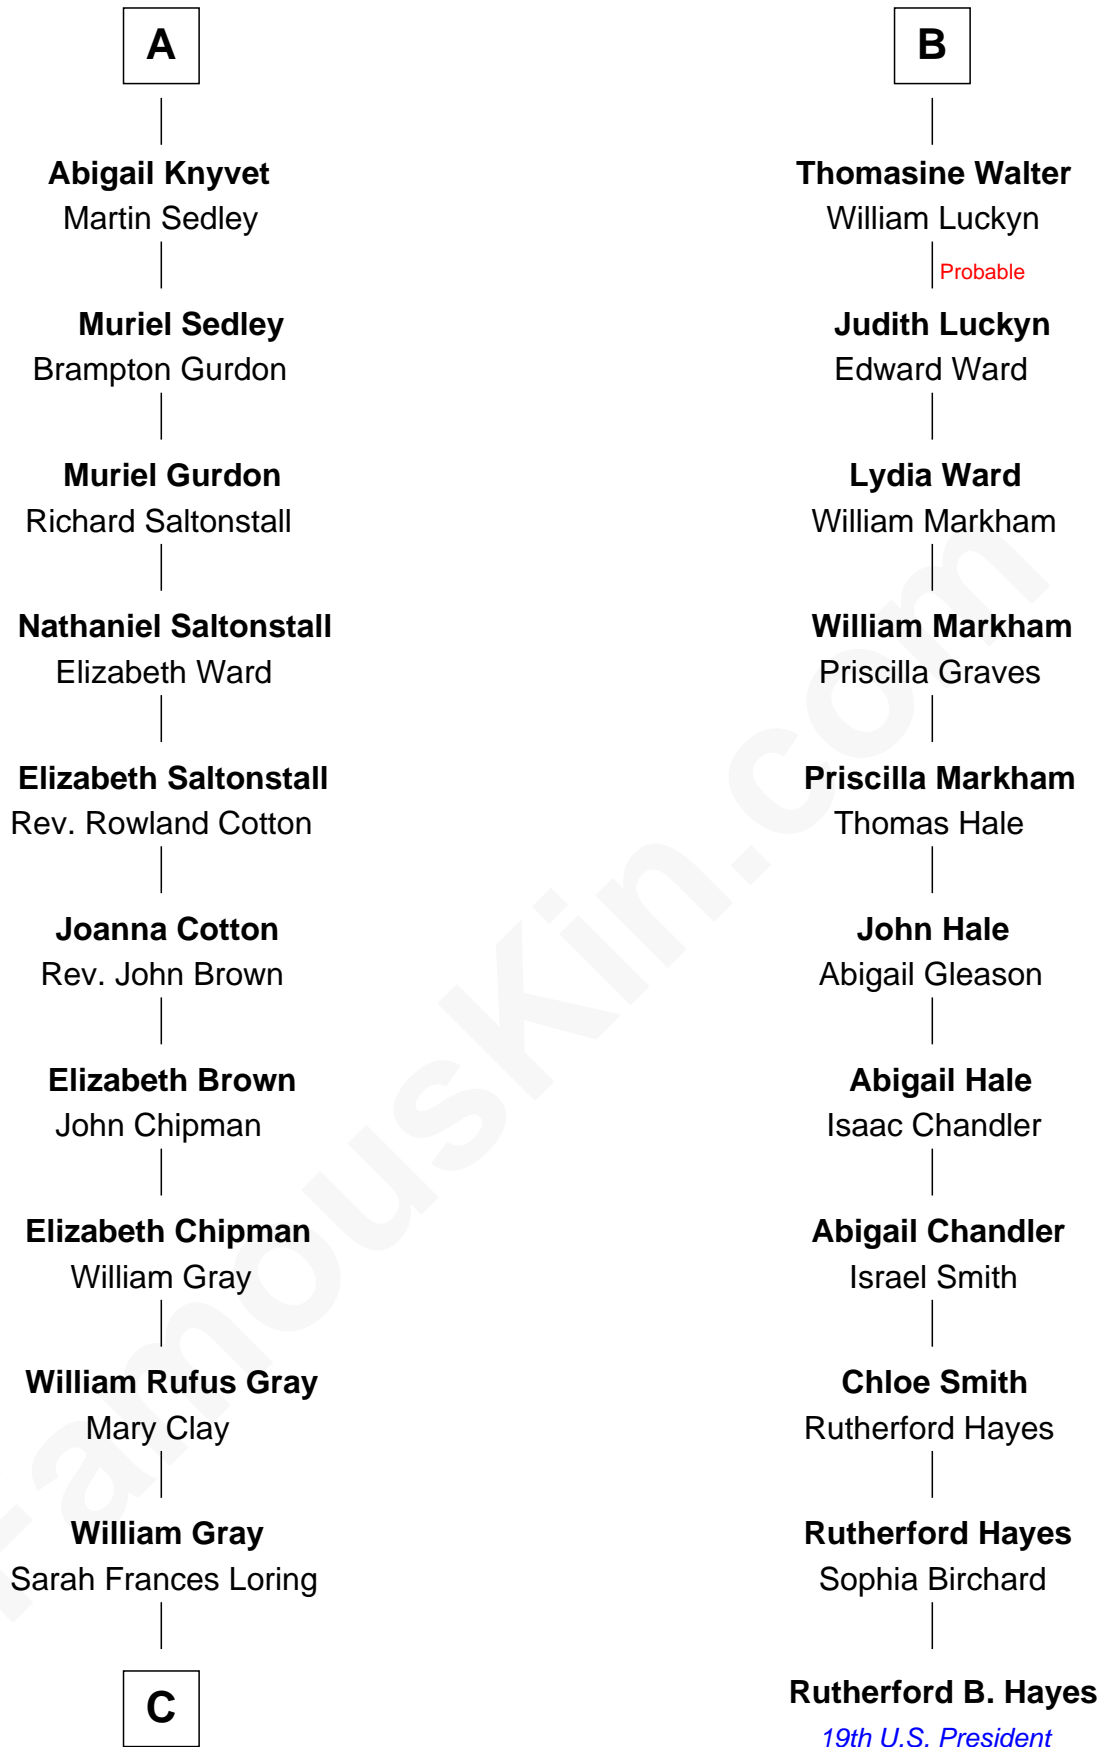 A
Abigail Knyvet
Martin Sedley
Muriel Sedley
Brampton Gurdon
Muriel Gurdon
Richard Saltonstall
Nathaniel Saltonstall
Elizabeth Ward
Elizabeth Saltonstall
Rev. Rowland Cotton
Joanna Cotton
Rev. John Brown
Elizabeth Brown
John Chipman
Elizabeth Chipman
William Gray
William Rufus Gray
Mary Clay
William Gray
Sarah Frances Loring
C
B
Thomasine Walter
William Luckyn
Probable
Judith Luckyn
Edward Ward
Lydia Ward
William Markham
William Markham
Priscilla Graves
Priscilla Markham
Thomas Hale
John Hale
Abigail Gleason
Abigail Hale
Isaac Chandler
Abigail Chandler
Israel Smith
Chloe Smith
Rutherford Hayes
Rutherford Hayes
Sophia Birchard
Rutherford B. Hayes
19th U.S. President
FamousKin.com